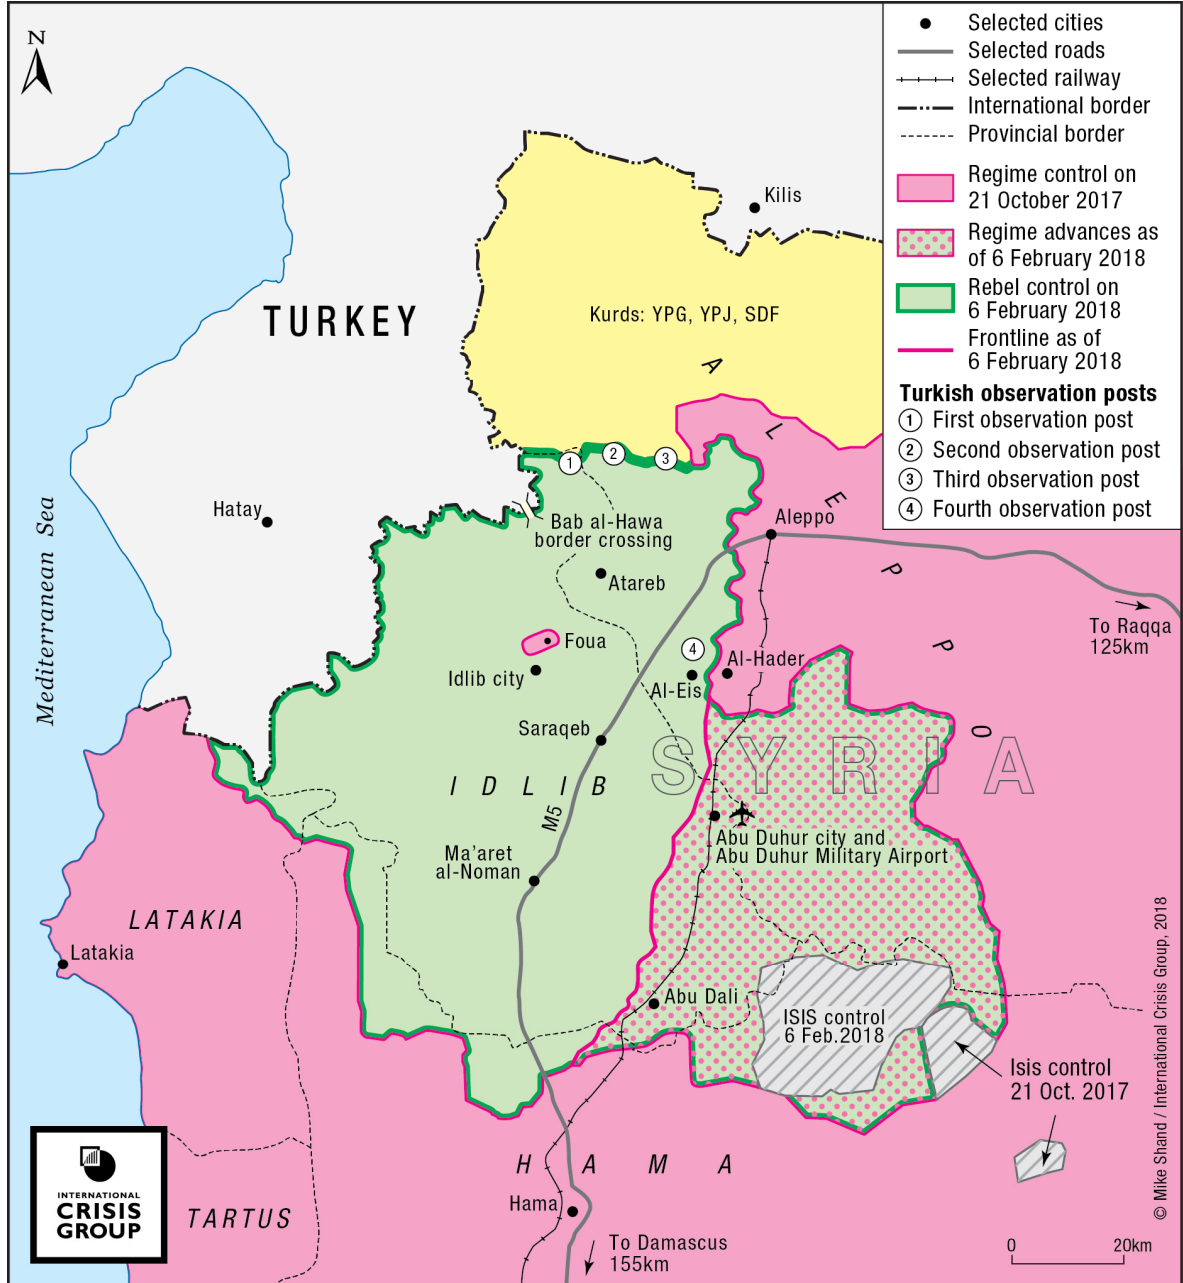 N
Selected cities
Selected roads
Selected railway
International border
Provincial border
Regime control on
21 October 2017
Regime advances as
of 6 February 2018
Rebel control on
6 February 2018
Frontline as of
6 February 2018
Turkish observation posts
1 First observation post
2 Second observation post
3 Third observation post
4 Fourth observation post
Kilis
TURKEY
Kurds: YPG, YPJ, SDF
ALEPPO
1
2
3
Hatay
Mediterranean Sea
Bab al-Hawa
border crossing
Aleppo
Atareb
To Raqqa
125km
Foua
4
Idlib city
Al-Hader
Al-Eis
Saraqeb
SYRIA
IDLIB
M5
Abu Duhur city and
Abu Duhur Military Airport
Ma'aret
al-Noman
LATAKIA
Latakia
Abu Dali
ISIS control
6 Feb.2018
Isis control
21 Oct. 2017
HAMA
Hama
TARTUS
To Damascus
155km
INTERNATIONAL
CRISIS
GROUP
0 20km
© Mike Shand / International Crisis Group, 2018